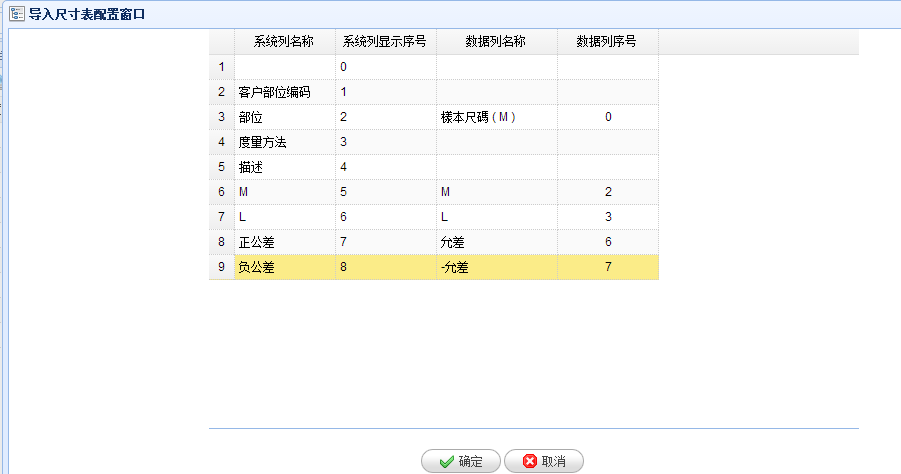 导入尺寸表配置窗口
系统列名称 系统列显示序号 数据列名称 数据列序号
1 0
2 客户部位编码 1
3 部位 2 樣本尺碼 ( M ) 0
4 度量方法 3
5 描述 4
6 M 5 M 2
7 L 6 L 3
8 正公差 7 允差 6
9 负公差 8 -允差 7
确定 取消